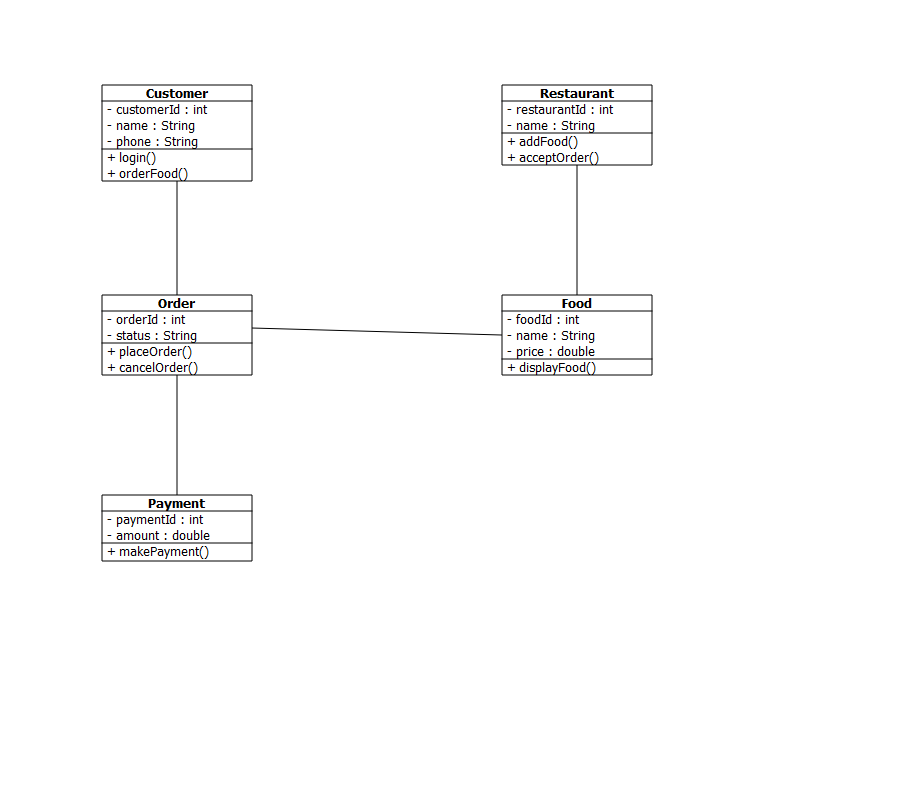 Customer
- customerId : int
- name : String
- phone : String
+ login()
+ orderFood()
Restaurant
- restaurantId : int
- name : String
+ addFood()
+ acceptOrder()
Order
- orderId : int
- status : String
+ placeOrder()
+ cancelOrder()
Food
- foodId : int
- name : String
- price : double
+ displayFood()
Payment
- paymentId : int
- amount : double
+ makePayment()